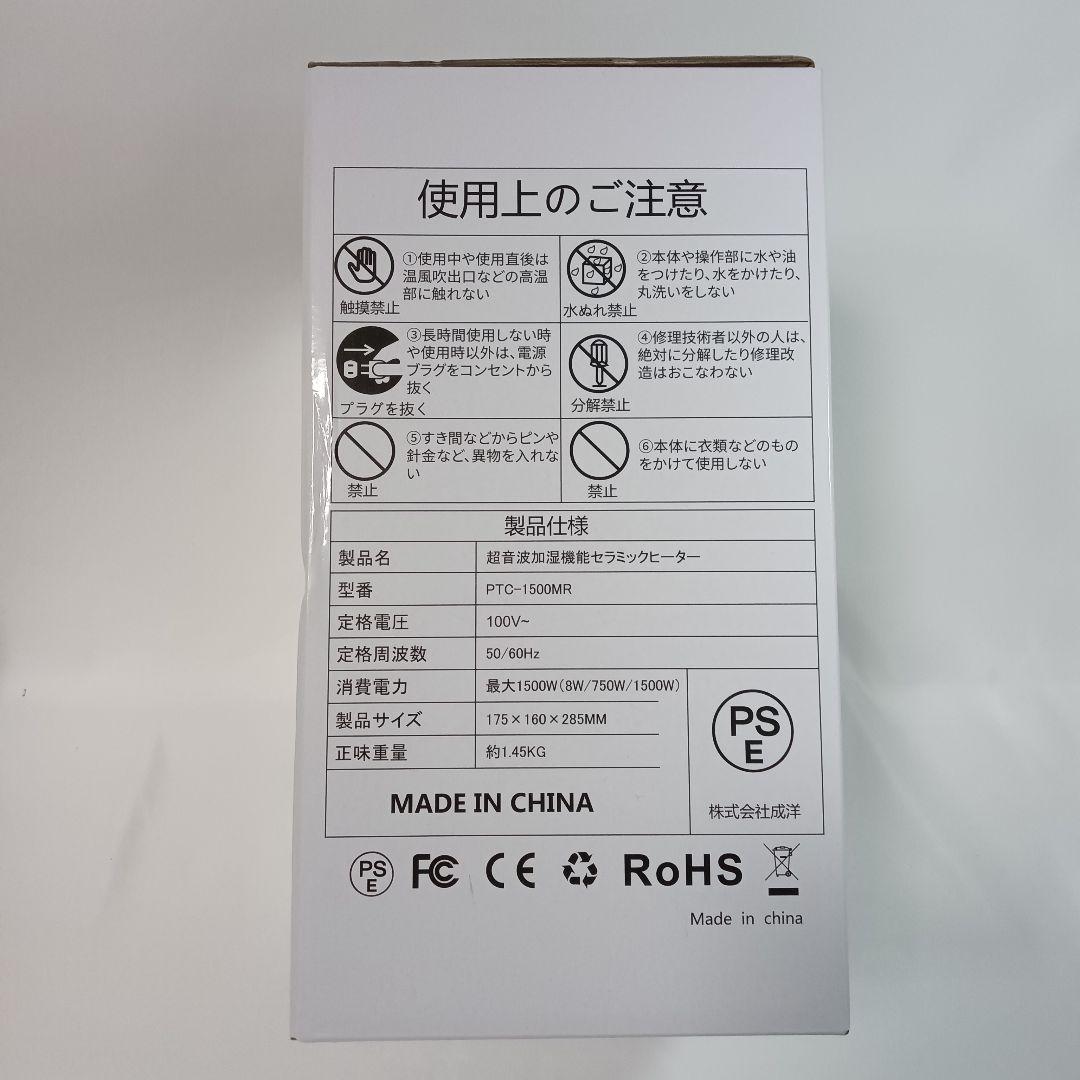 使用上のご注意
①使用中や使用直後は
温風吹出口などの高温
部に触れない
触摸禁止
②本体や操作部に水や油
をつけたり、水をかけたり、
丸洗いをしない
水ぬれ禁止
③長時間使用しない時
や使用時以外は、電源
プラグをコンセントから
抜く
プラグを抜く
④修理技術者以外の人は、
絶対に分解したり修理改
造はおこなわない
分解禁止
⑤すき間などからピンや
針金など、異物を入れな
い
禁止
⑥本体に衣類などのもの
をかけて使用しない
禁止
製品仕様
製品名 超音波加湿機能セラミックヒーター
型番 PTC-1500MR
定格電圧 100V~
定格周波数 50/60Hz
消費電力 最大1500W(8W/750W/1500W)
製品サイズ 175×160×285MM
正味重量 約1.45KG
MADE IN CHINA
PS
E
株式会社成洋
PS
E
FC CE RoHS
Made in china